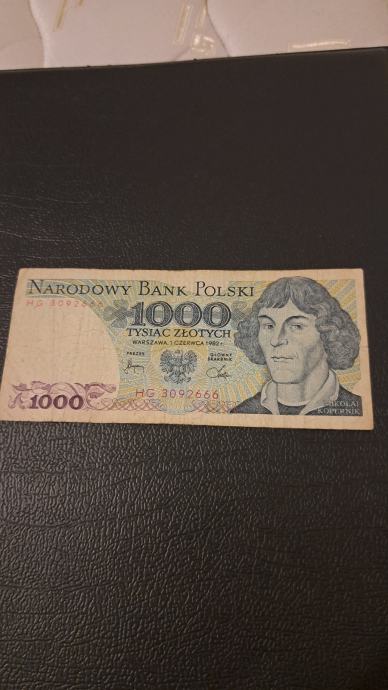 NARODOWY BANK POLSKI
HG 3092666
1000
TYSIĄC ZŁOTYCH
WARSZAWA, 1 CZERWCA 1982 r.
PREZES
GŁÓWNY
SKARBNIK
HG 3092666
1000
MIKOŁAJ
KOPERNIK